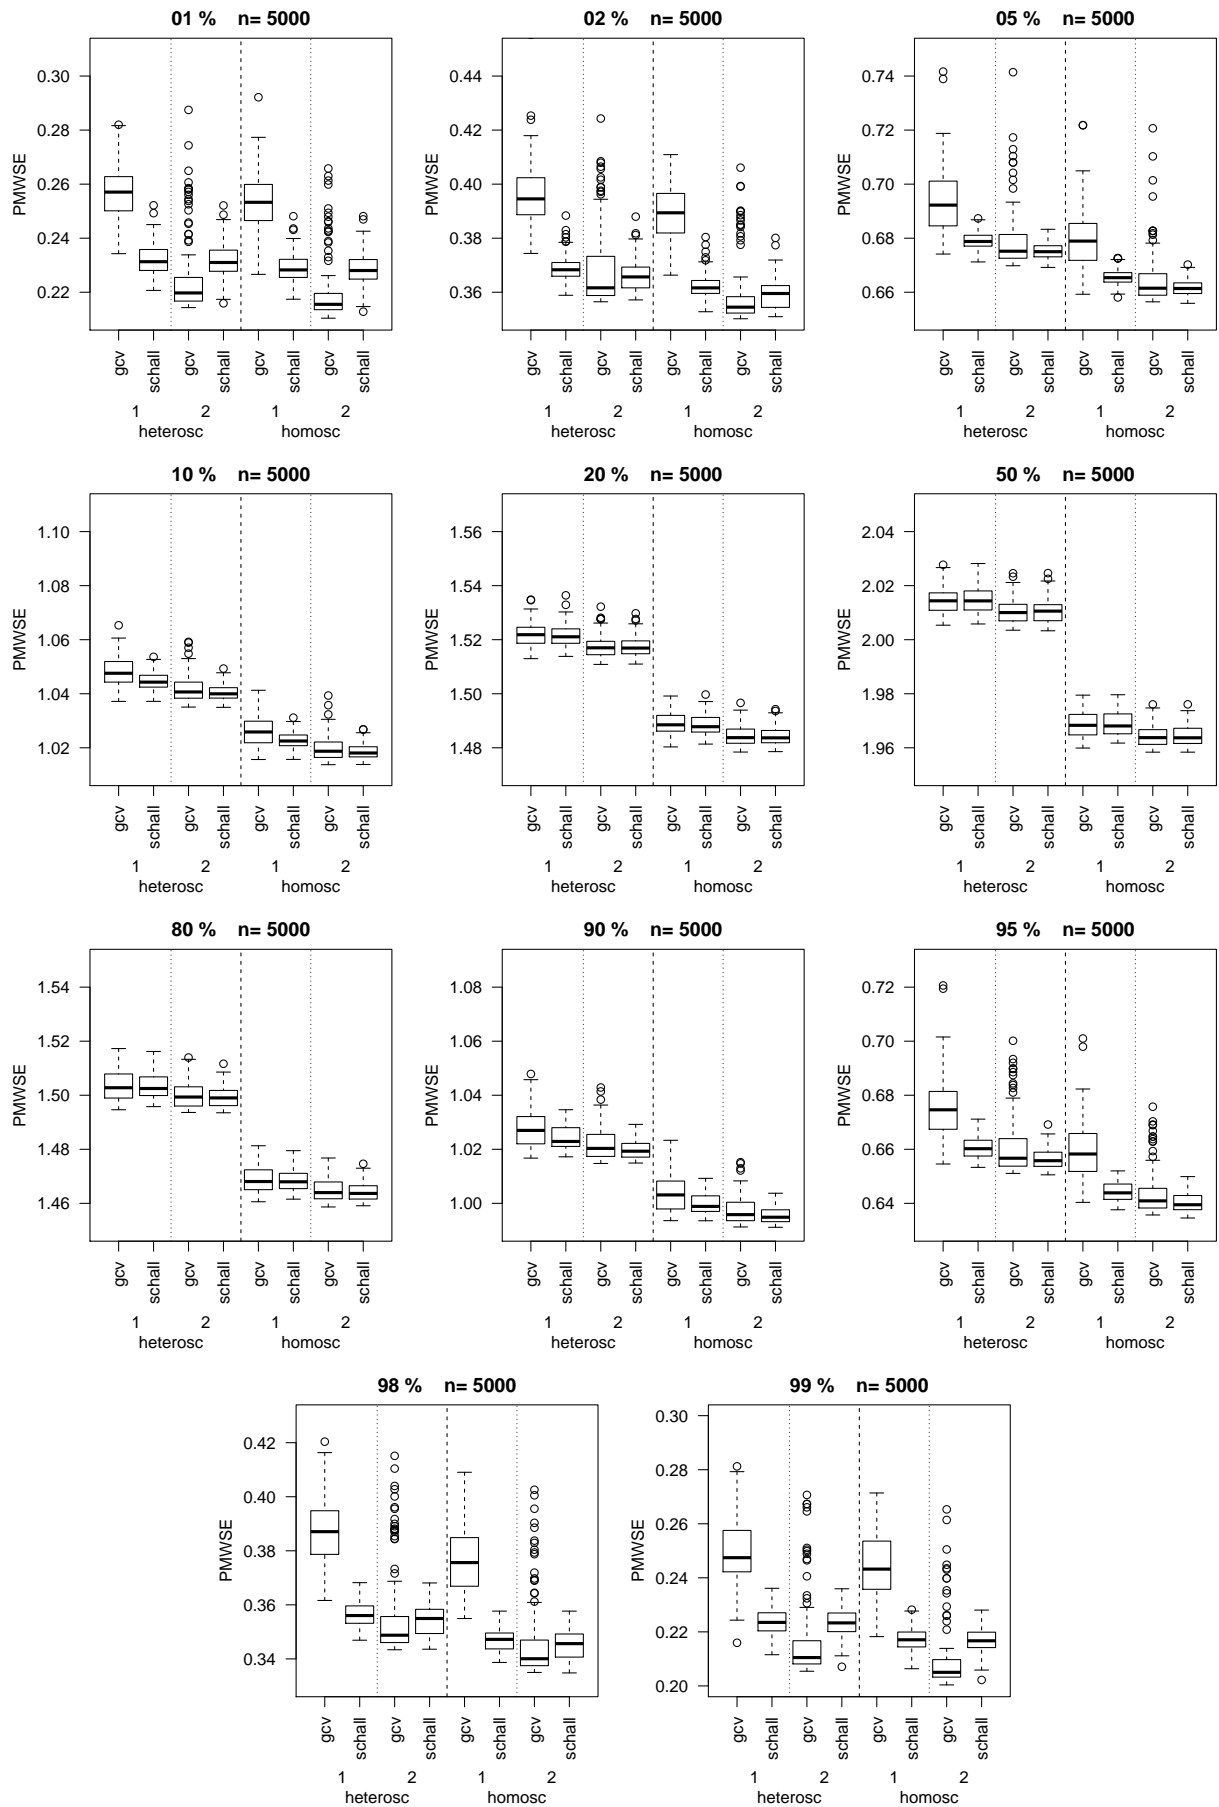 01 % n= 5000
PMWSE
0.30
0.28
0.26
0.24
0.22
gcv schall gcv schall gcv schall gcv schall
1 2 1 2
heterosc homosc
02 % n= 5000
PMWSE
0.44
0.42
0.40
0.38
0.36
gcv schall gcv schall gcv schall gcv schall
1 2 1 2
heterosc homosc
05 % n= 5000
PMWSE
0.74
0.72
0.70
0.68
0.66
gcv schall gcv schall gcv schall gcv schall
1 2 1 2
heterosc homosc
10 % n= 5000
PMWSE
1.10
1.08
1.06
1.04
1.02
gcv schall gcv schall gcv schall gcv schall
1 2 1 2
heterosc homosc
20 % n= 5000
PMWSE
1.56
1.54
1.52
1.50
1.48
gcv schall gcv schall gcv schall gcv schall
1 2 1 2
heterosc homosc
50 % n= 5000
PMWSE
2.04
2.02
2.00
1.98
1.96
gcv schall gcv schall gcv schall gcv schall
1 2 1 2
heterosc homosc
80 % n= 5000
PMWSE
1.54
1.52
1.50
1.48
1.46
gcv schall gcv schall gcv schall gcv schall
1 2 1 2
heterosc homosc
90 % n= 5000
PMWSE
1.08
1.06
1.04
1.02
1.00
gcv schall gcv schall gcv schall gcv schall
1 2 1 2
heterosc homosc
95 % n= 5000
PMWSE
0.72
0.70
0.68
0.66
0.64
gcv schall gcv schall gcv schall gcv schall
1 2 1 2
heterosc homosc
98 % n= 5000
PMWSE
0.42
0.40
0.38
0.36
0.34
gcv schall gcv schall gcv schall gcv schall
1 2 1 2
heterosc homosc
99 % n= 5000
PMWSE
0.30
0.28
0.26
0.24
0.22
0.20
gcv schall gcv schall gcv schall gcv schall
1 2 1 2
heterosc homosc